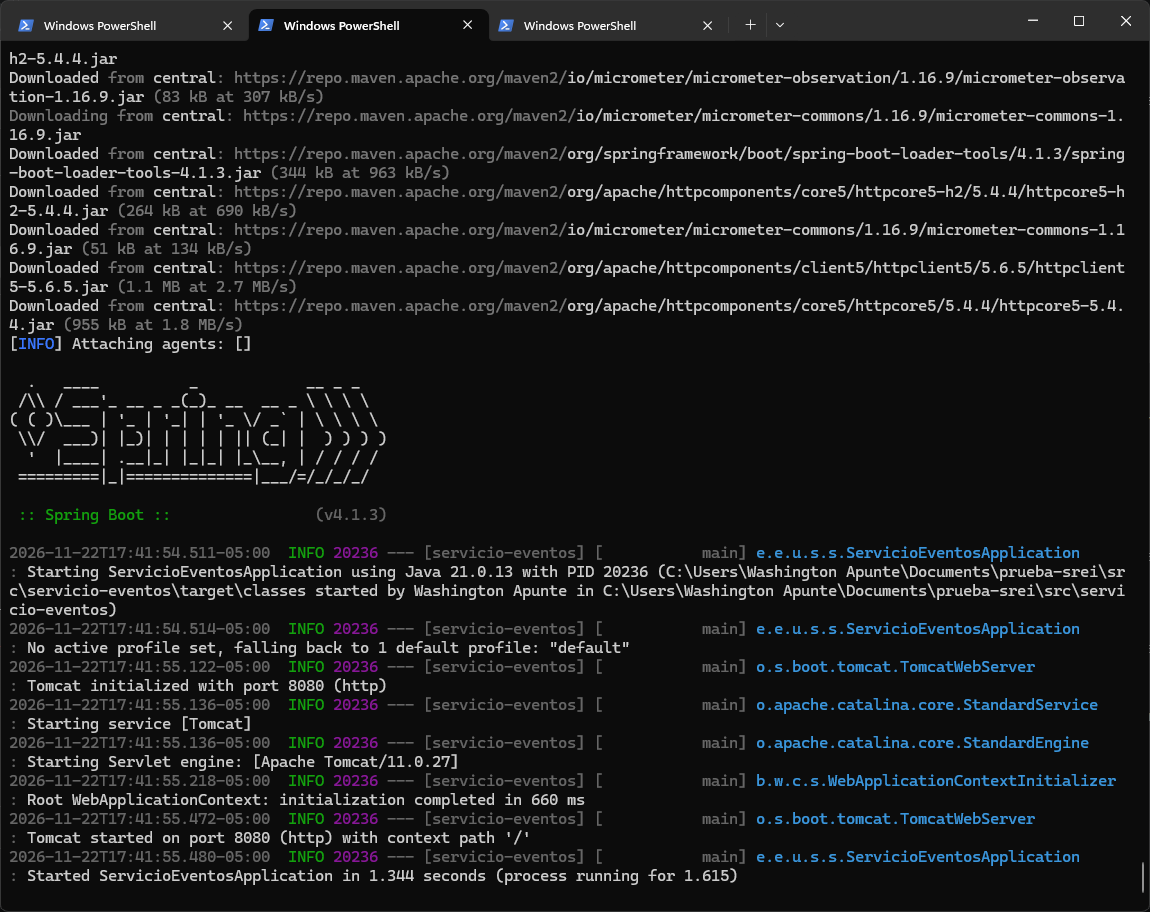 Windows PowerShell
Windows PowerShell
Windows PowerShell
h2-5.4.4.jar
Downloaded from central: https://repo.maven.apache.org/maven2/io/micrometer/micrometer-observation/1.16.9/micrometer-observa
tion-1.16.9.jar (83 kB at 307 kB/s)
Downloading from central: https://repo.maven.apache.org/maven2/io/micrometer/micrometer-commons/1.16.9/micrometer-commons-1.
16.9.jar
Downloaded from central: https://repo.maven.apache.org/maven2/org/springframework/boot/spring-boot-loader-tools/4.1.3/spring
-boot-loader-tools-4.1.3.jar (344 kB at 963 kB/s)
Downloaded from central: https://repo.maven.apache.org/maven2/org/apache/httpcomponents/core5/httpcore5-h2/5.4.4/httpcore5-h
2-5.4.4.jar (264 kB at 690 kB/s)
Downloaded from central: https://repo.maven.apache.org/maven2/io/micrometer/micrometer-commons/1.16.9/micrometer-commons-1.1
6.9.jar (51 kB at 134 kB/s)
Downloaded from central: https://repo.maven.apache.org/maven2/org/apache/httpcomponents/client5/httpclient5/5.6.5/httpclient
5-5.6.5.jar (1.1 MB at 2.7 MB/s)
Downloaded from central: https://repo.maven.apache.org/maven2/org/apache/httpcomponents/core5/httpcore5/5.4.4/httpcore5-5.4.
4.jar (955 kB at 1.8 MB/s)
[INFO] Attaching agents: []
  .   ____          _            __ _ _
 /\\ / ___'_ __ _ _(_)_ __  __ _ \ \ \ \
( ( )\___ | '_ | '_| | '_ \/ _` | \ \ \ \
 \\/  ___)| |_)| | | | | || (_| |  ) ) ) )
  '  |____| .__|_| |_|_| |_\__, | / / / /
 =========|_|==============|___/=/_/_/_/
 :: Spring Boot ::                (v4.1.3)
2026-11-22T17:41:54.511-05:00  INFO 20236 --- [servicio-eventos] [           main] e.e.u.s.s.ServicioEventosApplication
: Starting ServicioEventosApplication using Java 21.0.13 with PID 20236 (C:\Users\Washington Apunte\Documents\prueba-srei\sr
c\servicio-eventos\target\classes started by Washington Apunte in C:\Users\Washington Apunte\Documents\prueba-srei\src\servi
cio-eventos)
2026-11-22T17:41:54.514-05:00  INFO 20236 --- [servicio-eventos] [           main] e.e.u.s.s.ServicioEventosApplication
: No active profile set, falling back to 1 default profile: "default"
2026-11-22T17:41:55.122-05:00  INFO 20236 --- [servicio-eventos] [           main] o.s.boot.tomcat.TomcatWebServer
: Tomcat initialized with port 8080 (http)
2026-11-22T17:41:55.136-05:00  INFO 20236 --- [servicio-eventos] [           main] o.apache.catalina.core.StandardService
: Starting service [Tomcat]
2026-11-22T17:41:55.136-05:00  INFO 20236 --- [servicio-eventos] [           main] o.apache.catalina.core.StandardEngine
: Starting Servlet engine: [Apache Tomcat/11.0.27]
2026-11-22T17:41:55.218-05:00  INFO 20236 --- [servicio-eventos] [           main] b.w.c.s.WebApplicationContextInitializer
: Root WebApplicationContext: initialization completed in 660 ms
2026-11-22T17:41:55.472-05:00  INFO 20236 --- [servicio-eventos] [           main] o.s.boot.tomcat.TomcatWebServer
: Tomcat started on port 8080 (http) with context path '/'
2026-11-22T17:41:55.480-05:00  INFO 20236 --- [servicio-eventos] [           main] e.e.u.s.s.ServicioEventosApplication
: Started ServicioEventosApplication in 1.344 seconds (process running for 1.615)